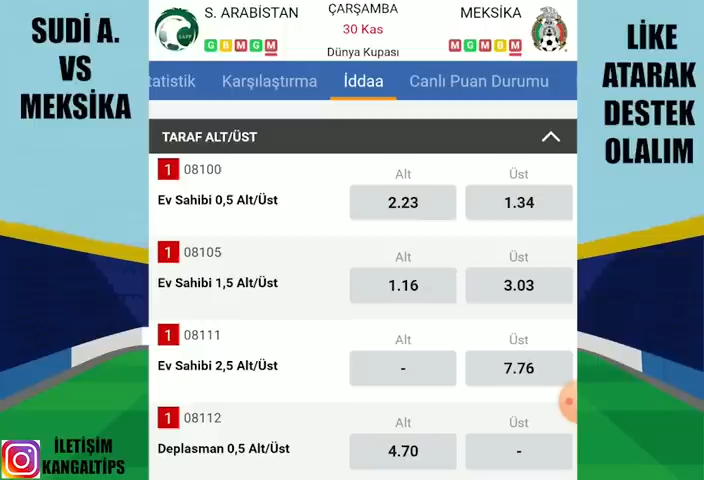 SUDİ A.
VS
MEKSİKA
S. ARABİSTAN
G B M G M
ÇARŞAMBA
30 Kas
Dünya Kupası
MEKSİKA
M G M B M
LİKE
ATARAK
DESTEK
OLALIM
tatistik Karşılaştırma İddaa Canlı Puan Durumu
TARAF ALT/ÜST
1 08100
Ev Sahibi 0,5 Alt/Üst
Alt Üst
2.23 1.34
1 08105
Ev Sahibi 1,5 Alt/Üst
Alt Üst
1.16 3.03
1 08111
Ev Sahibi 2,5 Alt/Üst
Alt Üst
- 7.76
1 08112
Deplasman 0,5 Alt/Üst
Alt Üst
4.70 -
İLETİŞİM
KANGALTİPS